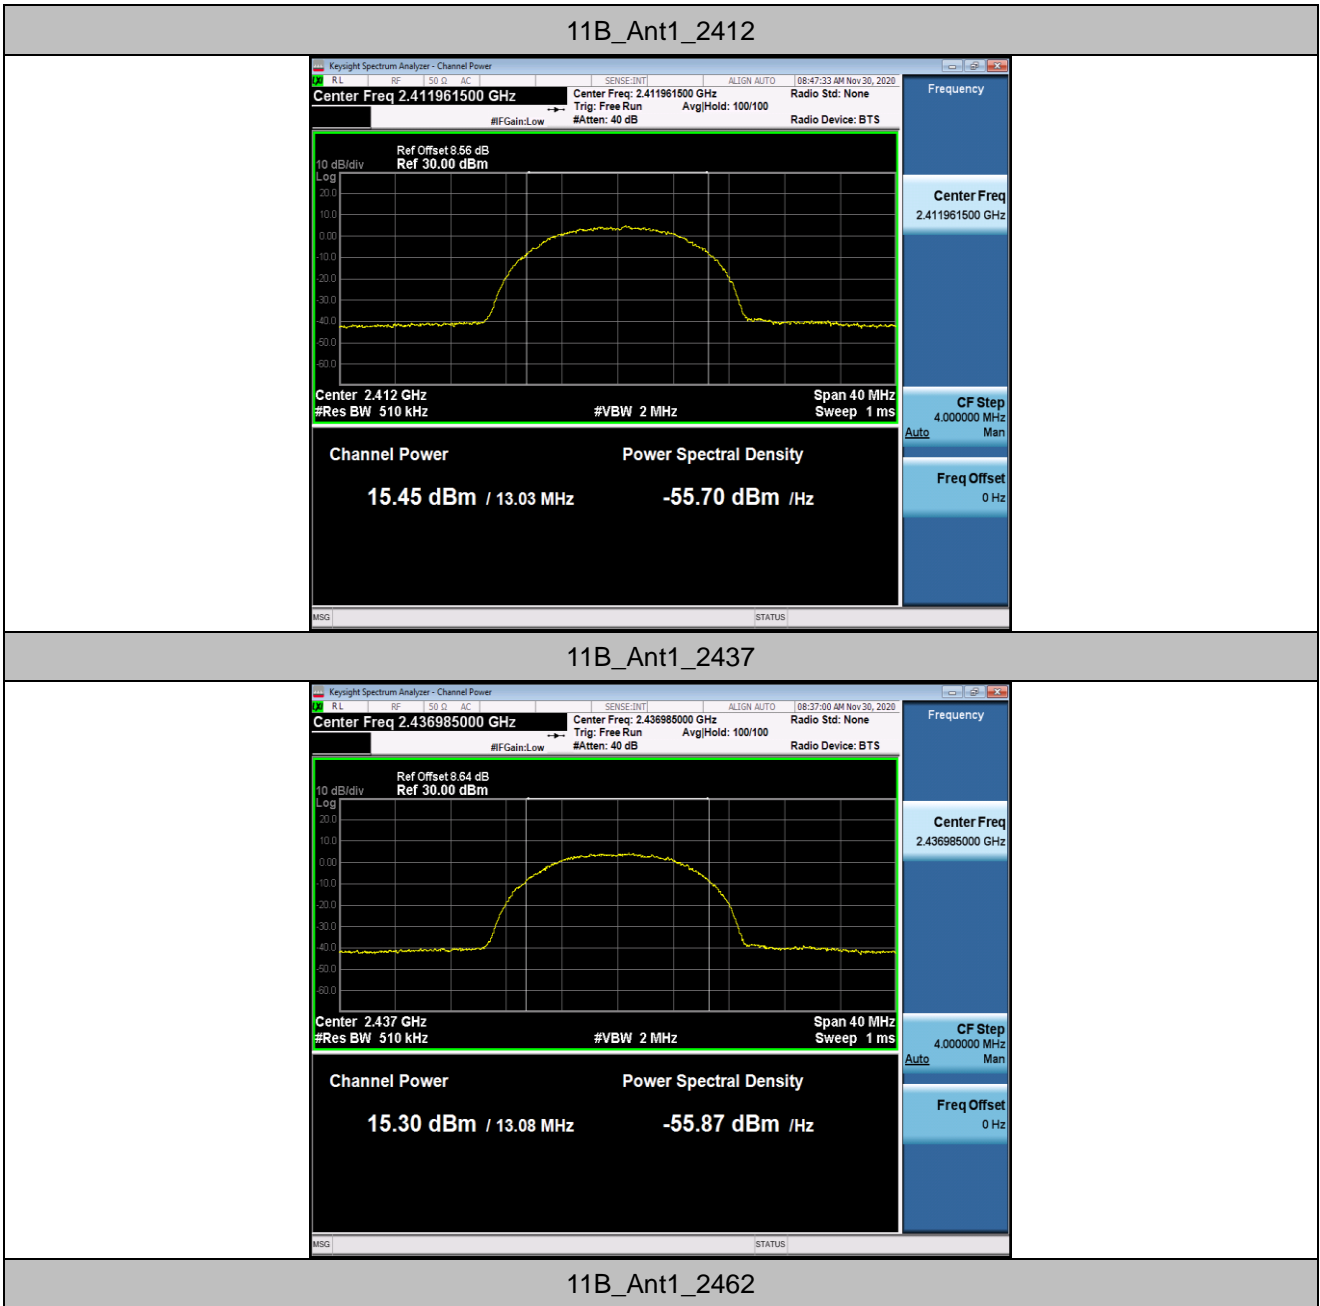 11B_Ant1_2412
Keysight Spectrum Analyzer - Channel Power
RL RF 50 Ω AC SENSE:INT ALIGN AUTO 08:47:33 AM Nov 30, 2020
Center Freq 2.411961500 GHz
Center Freq: 2.411961500 GHz Radio Std: None
Trig: Free Run Avg|Hold: 100/100
#IFGain:Low #Atten: 40 dB Radio Device: BTS
Frequency
Ref Offset 8.56 dB
10 dB/div Ref 30.00 dBm
Log
20.0
10.0
0.00
-10.0
-20.0
-30.0
-40.0
-50.0
-60.0
Center Freq
2.411961500 GHz
Center 2.412 GHz Span 40 MHz
#Res BW 510 kHz #VBW 2 MHz Sweep 1 ms
CF Step
4.000000 MHz
Auto Man
Channel Power Power Spectral Density
15.45 dBm / 13.03 MHz -55.70 dBm /Hz
Freq Offset
0 Hz
MSG STATUS
11B_Ant1_2437
Keysight Spectrum Analyzer - Channel Power
RL RF 50 Ω AC SENSE:INT ALIGN AUTO 08:37:00 AM Nov 30, 2020
Center Freq 2.436985000 GHz
Center Freq: 2.436985000 GHz Radio Std: None
Trig: Free Run Avg|Hold: 100/100
#IFGain:Low #Atten: 40 dB Radio Device: BTS
Frequency
Ref Offset 8.64 dB
10 dB/div Ref 30.00 dBm
Log
20.0
10.0
0.00
-10.0
-20.0
-30.0
-40.0
-50.0
-60.0
Center Freq
2.436985000 GHz
Center 2.437 GHz Span 40 MHz
#Res BW 510 kHz #VBW 2 MHz Sweep 1 ms
CF Step
4.000000 MHz
Auto Man
Channel Power Power Spectral Density
15.30 dBm / 13.08 MHz -55.87 dBm /Hz
Freq Offset
0 Hz
MSG STATUS
11B_Ant1_2462